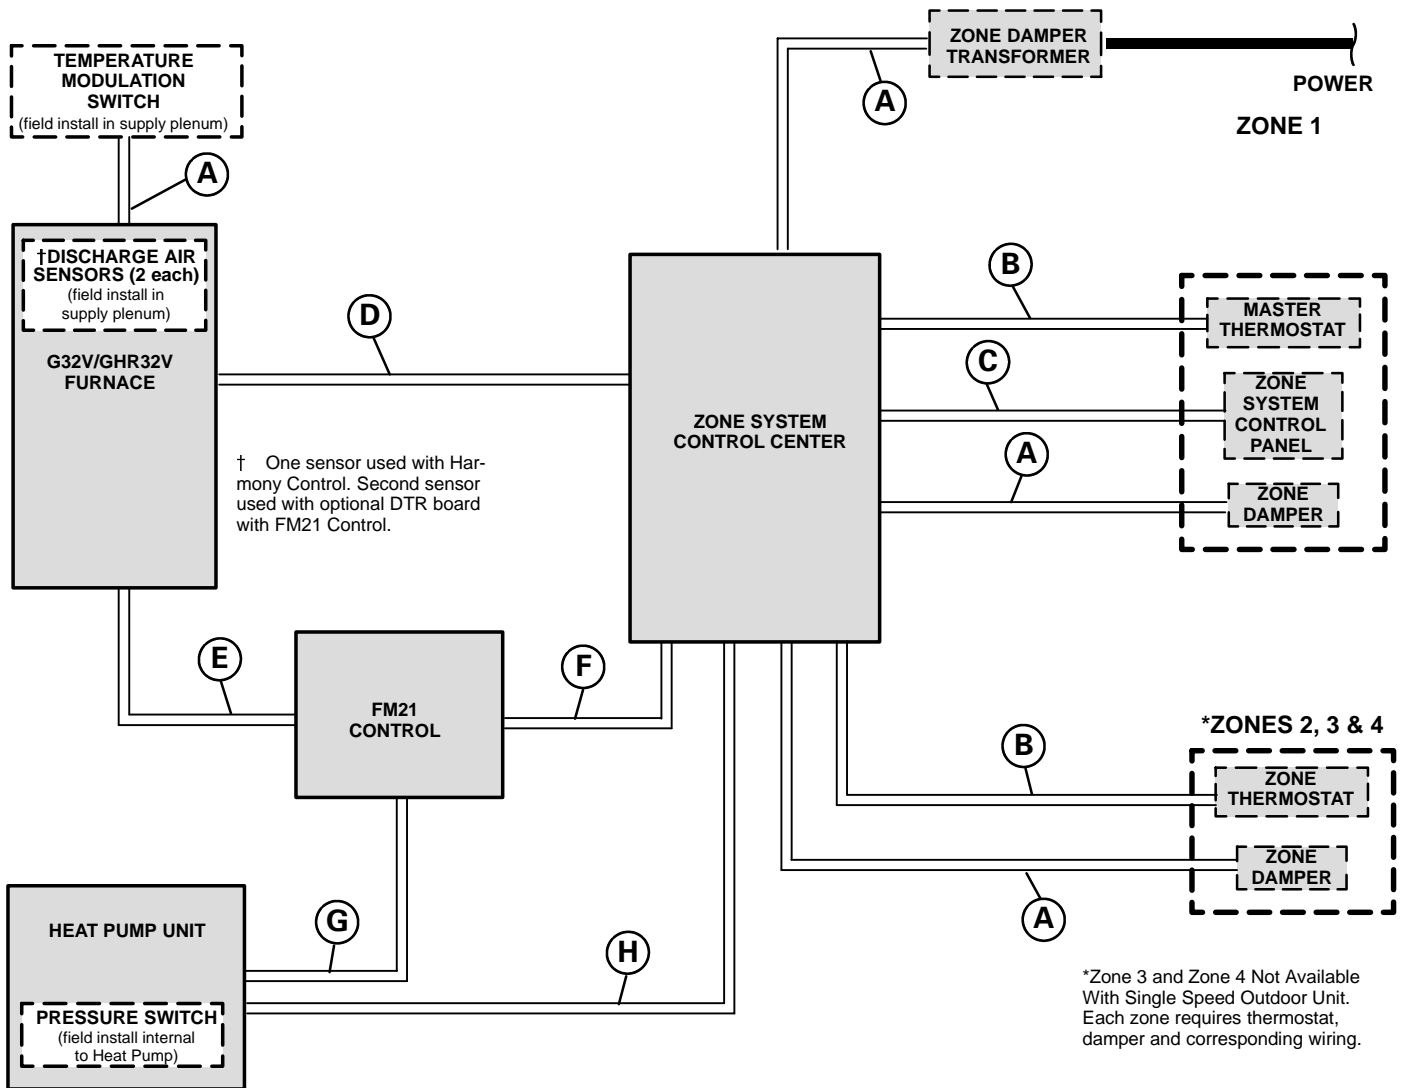 TEMPERATURE
MODULATION
SWITCH
(field install in supply plenum)
A
ZONE DAMPER
TRANSFORMER
A
POWER
ZONE 1
†DISCHARGE AIR
SENSORS (2 each)
(field install in
supply plenum)
G32V/GHR32V
FURNACE
D
† One sensor used with Har-
mony Control. Second sensor
used with optional DTR board
with FM21 Control.
ZONE SYSTEM
CONTROL CENTER
B
MASTER
THERMOSTAT
C
ZONE
SYSTEM
CONTROL
PANEL
A
ZONE
DAMPER
E
FM21
CONTROL
F
*ZONES 2, 3 & 4
B
ZONE
THERMOSTAT
ZONE
DAMPER
A
HEAT PUMP UNIT
G
H
PRESSURE SWITCH
(field install internal
to Heat Pump)
*Zone 3 and Zone 4 Not Available
With Single Speed Outdoor Unit.
Each zone requires thermostat,
damper and corresponding wiring.